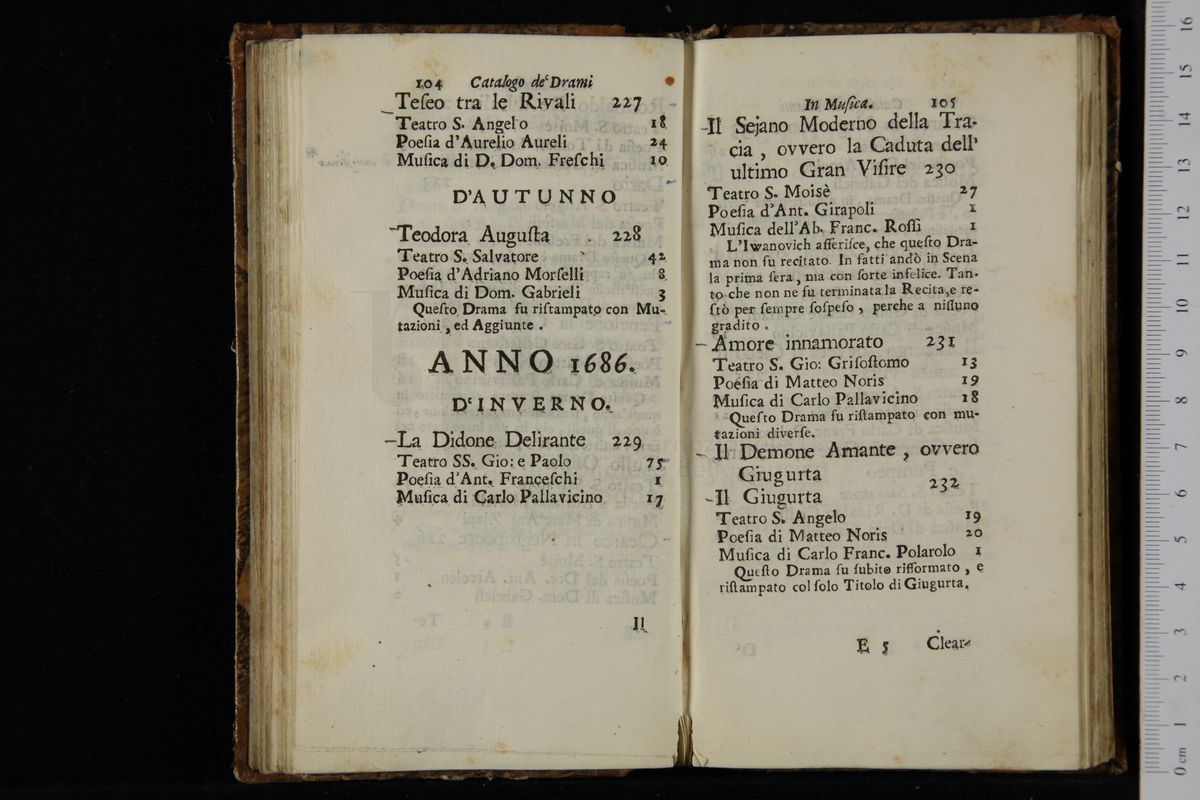 104 Catalogo de' Drami
Teſeo tra le Rivali 227
Teatro S. Angelo 18
Poeſia d'Aurelio Aureli 24
Muſica di D. Dom. Freſchi 10
D'AUTUNNO
Teodora Auguſta 228
Teatro S. Salvatore 42
Poeſia d'Adriano Morſelli 8
Muſica di Dom. Gabrieli 3
Queſto Drama fu riſtampato con Mu-
tazioni, ed Aggiunte.
ANNO 1686.
D'INVERNO.
La Didone Delirante 229
Teatro SS. Gio: e Paolo 75
Poeſia d'Ant. Franceſchi 1
Muſica di Carlo Pallavicino 17
Il
In Muſica. 105
Il Sejano Moderno della Tra-
cia, ovvero la Caduta dell'
ultimo Gran Viſire 230
Teatro S. Moisè 27
Poeſia d'Ant. Girapoli 1
Muſica dell'Ab. Franc. Roſſi 1
L'Iwanovich aſſeriſce, che queſto Dra-
ma non fu recitato. In fatti andò in Scena
la prima ſera, ma con ſorte infelice. Tan-
to che non ne fu terminata la Recita, e re-
ſtò per ſempre ſoſpeſo, perche a niſſuno
gradito.
Amore innamorato 231
Teatro S. Gio: Griſoſtomo 13
Poéſia di Matteo Noris 19
Muſica di Carlo Pallavicino 18
Queſto Drama fu riſtampato con mu-
tazioni diverſe.
Il Demone Amante, ovvero
Giugurta
Il Giugurta 232
Teatro S. Angelo 19
Poeſia di Matteo Noris 20
Muſica di Carlo Franc. Polarolo 1
Queſto Drama fu ſubito riſſormato, e
riſtampato col ſolo Titolo di Giugurta.
E 5 Clear-